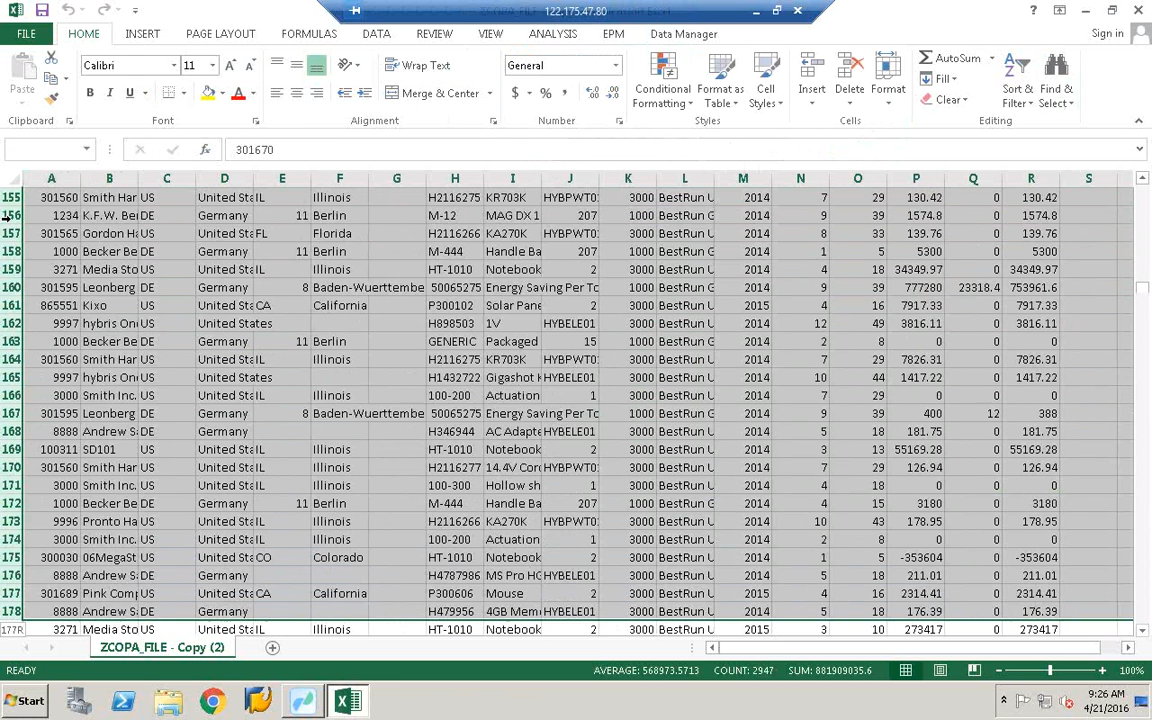 122.175.47.80
FILE HOME INSERT PAGE LAYOUT FORMULAS DATA REVIEW VIEW ANALYSIS EPM Data Manager Sign in
Paste Calibri 11 Wrap Text General Conditional Formatting Format as Table Cell Styles Insert Delete Format AutoSum Fill Clear Sort & Filter Find & Select
Merge & Center
Clipboard Font Alignment Number Styles Cells Editing
301670
A B C D E F G H I J K L M N O P Q R S
155 301560 Smith Har US United Sta IL Illinois H2116275 KR703K HYBPWT01 3000 BestRun U 2014 7 29 130.42 0 130.42
156 1234 K.F.W. Ber DE Germany 11 Berlin M-12 MAG DX 1 207 1000 BestRun G 2014 9 39 1574.8 0 1574.8
157 301565 Gordon Ha US United Sta FL Florida H2116266 KA270K HYBPWT01 3000 BestRun U 2014 8 33 139.76 0 139.76
158 1000 Becker Be DE Germany 11 Berlin M-444 Handle Ba 207 1000 BestRun G 2014 1 5 5300 0 5300
159 3271 Media Sto US United Sta IL Illinois HT-1010 Notebook 2 3000 BestRun U 2014 4 18 34349.97 0 34349.97
160 301595 Leonberg DE Germany 8 Baden-Wuerttembe 50065275 Energy Saving Per To 1000 BestRun G 2014 9 39 777280 23318.4 753961.6
161 865551 Kixo US United Sta CA California P300102 Solar Pane 2 3000 BestRun U 2015 4 16 7917.33 0 7917.33
162 9997 hybris On US United States H898503 1V HYBELE01 3000 BestRun U 2014 12 49 3816.11 0 3816.11
163 1000 Becker Be DE Germany 11 Berlin GENERIC Packaged 15 1000 BestRun G 2014 2 8 0 0 0
164 301560 Smith Har US United Sta IL Illinois H2116275 KR703K HYBPWT01 3000 BestRun U 2014 7 29 7826.31 0 7826.31
165 9997 hybris On US United States H1432722 Gigashot K HYBELE01 3000 BestRun U 2014 10 44 1417.22 0 1417.22
166 3000 Smith Inc. US United Sta IL Illinois 100-200 Actuation 1 3000 BestRun U 2014 7 29 0 0 0
167 301595 Leonberg DE Germany 8 Baden-Wuerttembe 50065275 Energy Saving Per To 1000 BestRun G 2014 9 39 400 12 388
168 8888 Andrew S DE Germany H346944 AC Adapte HYBELE01 3000 BestRun U 2014 5 18 181.75 0 181.75
169 100311 SD101 US United Sta IL Illinois HT-1010 Notebook 2 3000 BestRun U 2014 3 13 55169.28 0 55169.28
170 301560 Smith Har US United Sta IL Illinois H2116277 14.4V Cor HYBPWT01 3000 BestRun U 2014 7 29 126.94 0 126.94
171 3000 Smith Inc. US United Sta IL Illinois 100-300 Hollow sh 1 3000 BestRun U 2014 4 18 0 0 0
172 1000 Becker Be DE Germany 11 Berlin M-444 Handle Ba 207 1000 BestRun G 2014 4 15 3180 0 3180
173 9996 Pronto Ha US United Sta IL Illinois H2116266 KA270K HYBPWT01 3000 BestRun U 2014 10 43 178.95 0 178.95
174 3000 Smith Inc. US United Sta IL Illinois 100-200 Actuation 1 3000 BestRun U 2014 2 8 0 0 0
175 300030 06MegaSt US United Sta CO Colorado HT-1010 Notebook 2 3000 BestRun U 2014 1 5 -353604 0 -353604
176 8888 Andrew S DE Germany H4787986 MS Pro HG HYBELE01 3000 BestRun U 2014 5 18 211.01 0 211.01
177 301689 Pink Comp US United Sta CA California P300606 Mouse 2 3000 BestRun U 2015 4 16 2314.41 0 2314.41
178 8888 Andrew S DE Germany H479956 4GB Mem HYBELE01 3000 BestRun U 2014 5 18 176.39 0 176.39
177R 3271 Media Sto US United Sta IL Illinois HT-1010 Notebook 2 3000 BestRun U 2015 3 10 273417 0 273417
ZCOPA_FILE - Copy (2)
READY AVERAGE: 568973.5713 COUNT: 2947 SUM: 881909035.6 100%
Start 9:26 AM
4/21/2016